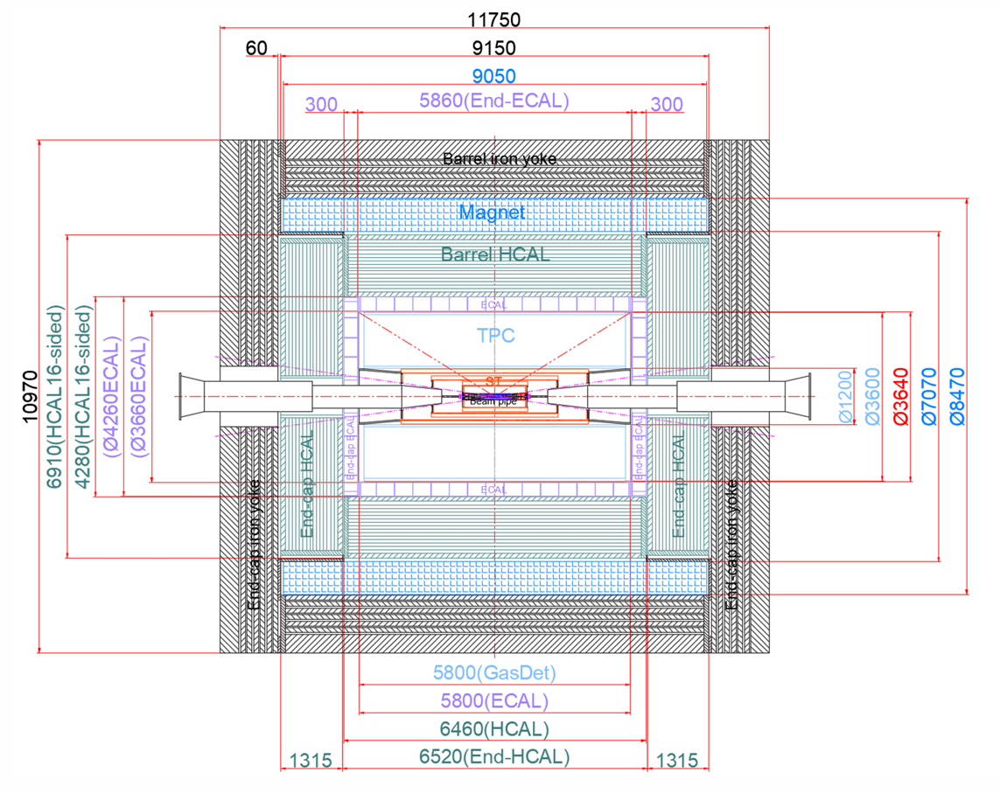 11750
60
9150
9050
300
5860(End-ECAL)
300
Barrel iron yoke
Magnet
Barrel HCAL
ECAL
TPC
ST
Beam pipe
10970
6910(HCAL16-sided)
4280(HCAL16-sided)
(Ø4260ECAL)
(Ø3660ECAL)
End-cap iron yoke
End-cap HCAL
End-cap ECAL
End-cap ECAL
End-cap HCAL
End-cap iron yoke
Ø1200
Ø3600
Ø3640
Ø7070
Ø8470
ECAL
5800(GasDet)
5800(ECAL)
6460(HCAL)
1315
6520(End-HCAL)
1315